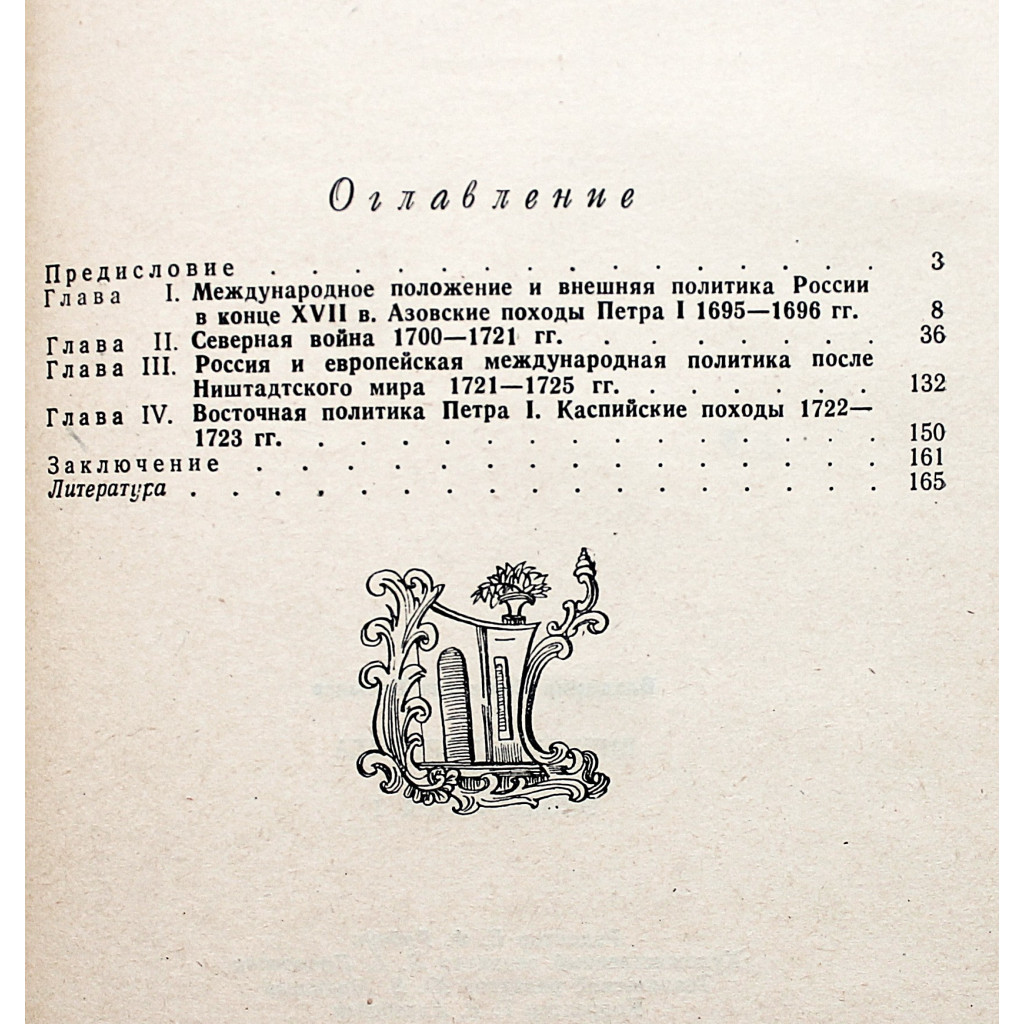 Оглавление
Предисловие . . . . . . . . . . . . . . . . 3
Глава I. Международное положение и внешняя политика России
в конце XVII в. Азовские походы Петра I 1695—1696 гг. 8
Глава II. Северная война 1700—1721 гг. . . . . . . . 36
Глава III. Россия и европейская международная политика после
Ништадтского мира 1721—1725 гг. . . . . . . 132
Глава IV. Восточная политика Петра I. Каспийские походы 1722—
1723 гг. . . . . . . . . . . . . . . . 150
Заключение . . . . . . . . . . . . . . . . . 161
Литература . . . . . . . . . . . . . . . . . 165